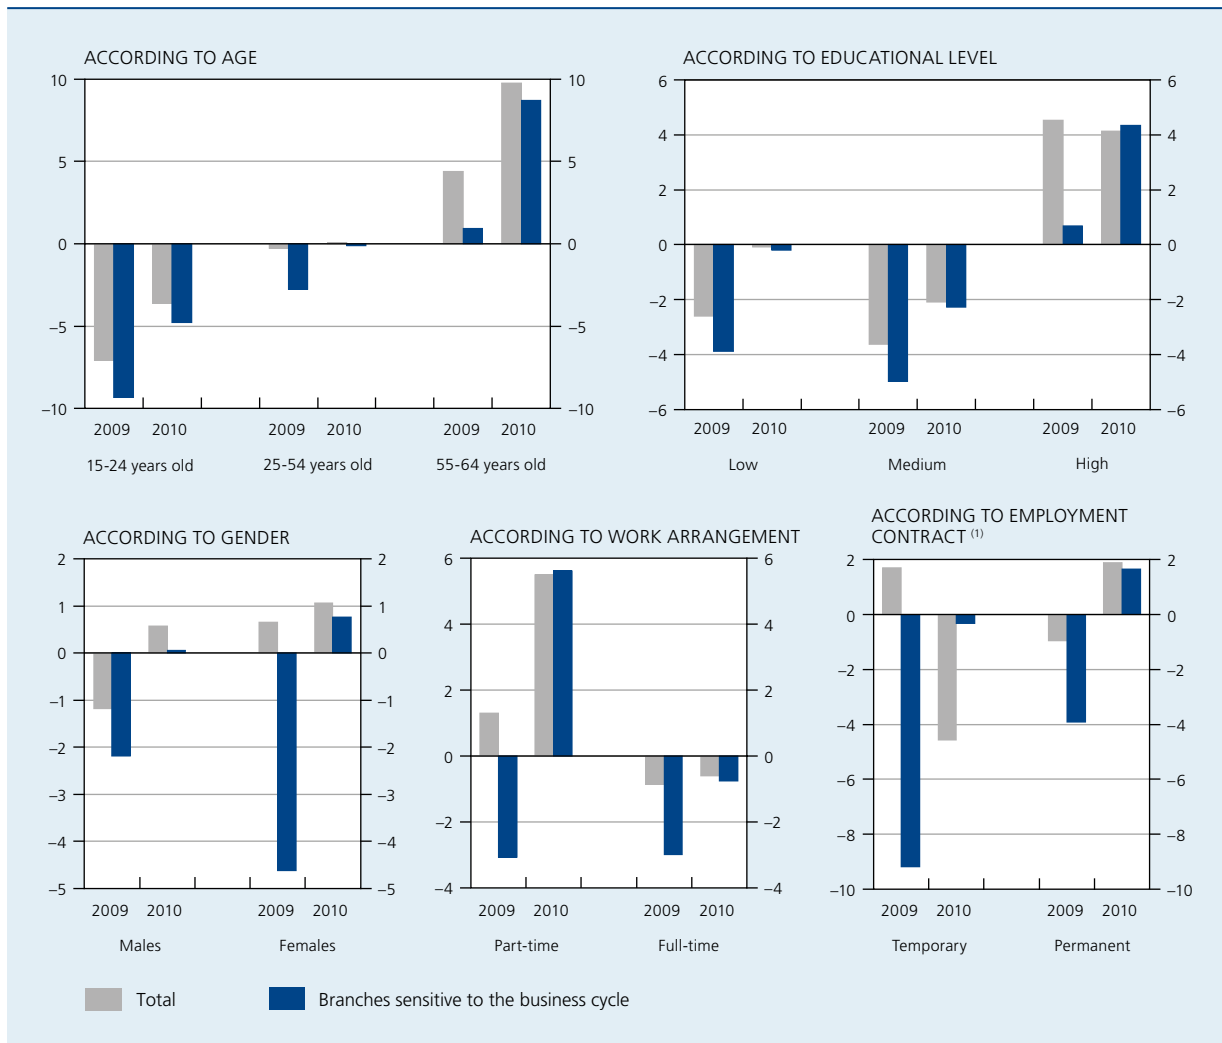 ACCORDING TO AGE
10 10
5 5
0 0
–5 –5
–10 –10
2009 2010 2009 2010 2009 2010
15-24 years old 25-54 years old 55-64 years old
ACCORDING TO EDUCATIONAL LEVEL
6 6
4 4
2 2
0 0
–2 –2
–4 –4
–6 –6
2009 2010 2009 2010 2009 2010
Low Medium High
ACCORDING TO GENDER
2 2
1 1
0 0
–1 –1
–2 –2
–3 –3
–4 –4
–5 –5
2009 2010 2009 2010
Males Females
ACCORDING TO WORK ARRANGEMENT
6 6
4 4
2 2
0 0
–2 –2
–4 –4
2009 2010 2009 2010
Part-time Full-time
ACCORDING TO EMPLOYMENT
CONTRACT (1)
2 2
0 0
–2 –2
–4 –4
–6 –6
–8 –8
–10 –10
2009 2010 2009 2010
Temporary Permanent
Total Branches sensitive to the business cycle